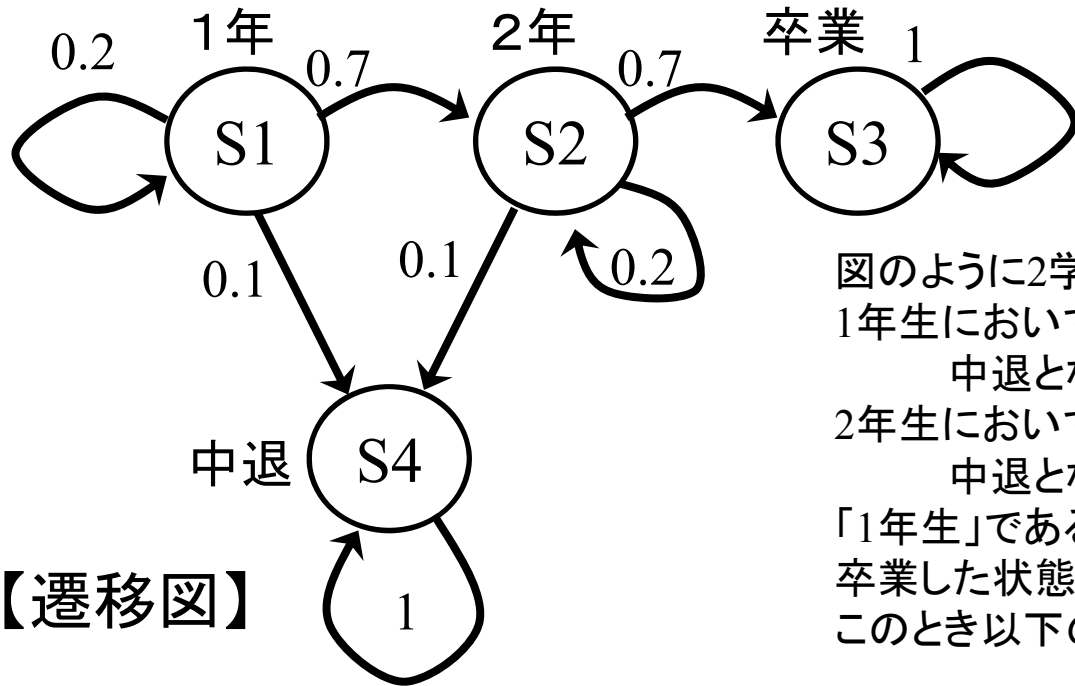 １年 ２年 卒業
0.2 0.7 0.7 1
S1 S2 S3
0.1 0.1 0.2
中退 S4
1
【遷移図】
図のように2学
1年生において
中退と
2年生において
中退と
「1年生」である
卒業した状態
このとき以下の